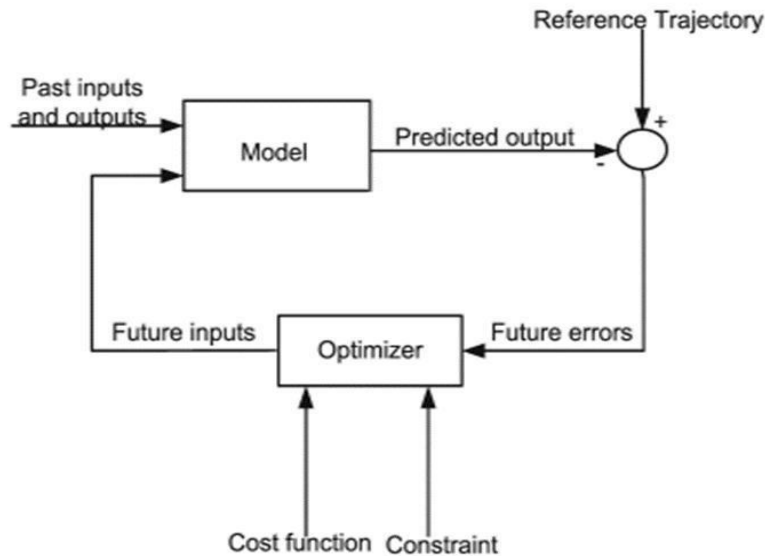 Reference Trajectory
Past inputs
and outputs
+
Model
Predicted output
-
Future inputs
Optimizer
Future errors
Cost function
Constraint